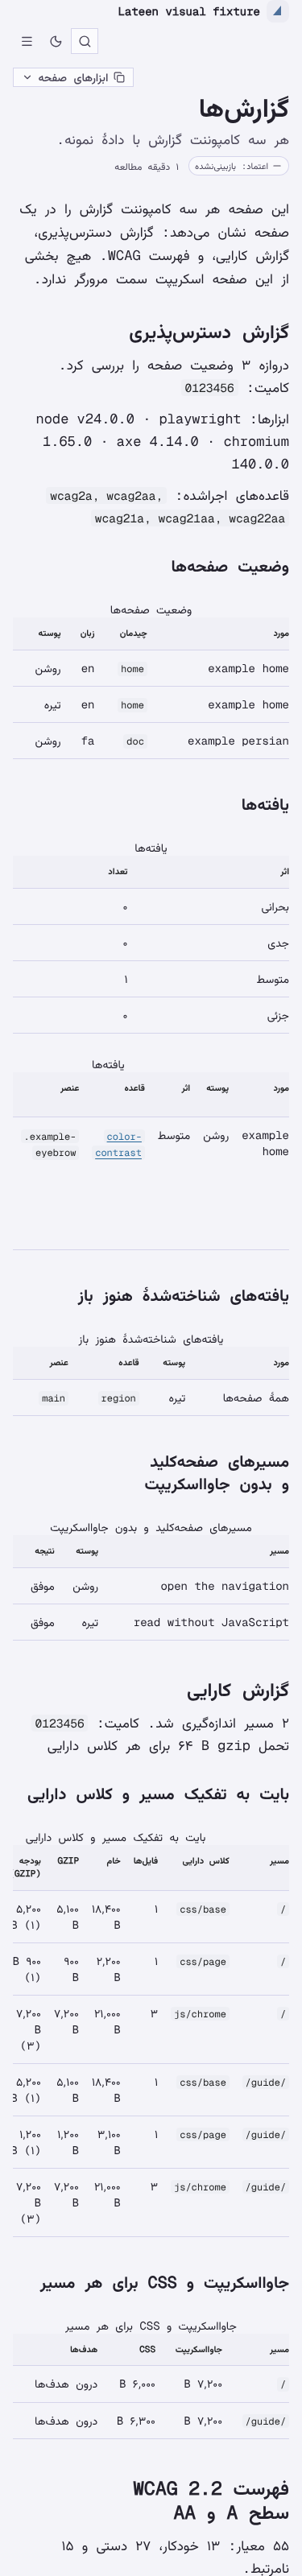 Lateen visual fixture
ابزارهای صفحه
گزارش‌ها
هر سه کامپوننت گزارش با دادهٔ نمونه.
— اعتماد: بازبینی‌نشده
۱ دقیقه مطالعه
این صفحه هر سه کامپوننت گزارش را در یک
صفحه نشان می‌دهد: گزارش دسترس‌پذیری،
گزارش کارایی، و فهرست WCAG. هیچ بخشی
از این صفحه اسکریپت سمت مرورگر ندارد.
گزارش دسترس‌پذیری
دروازه ۳ وضعیت صفحه را بررسی کرد.
کامیت: 0123456
ابزارها: node v24.0.0 · playwright
1.65.0 · axe 4.14.0 · chromium
140.0.0
قاعده‌های اجراشده: wcag2a, wcag2aa,
wcag21a, wcag21aa, wcag22aa
وضعیت صفحه‌ها
وضعیت صفحه‌ها
مورد چیدمان زبان پوسته
example home home en روشن
example home home en تیره
example persian doc fa روشن
یافته‌ها
یافته‌ها
اثر تعداد
بحرانی ۰
جدی ۰
متوسط ۱
جزئی ۰
یافته‌ها
مورد پوسته اثر قاعده عنصر
example home روشن متوسط color-contrast .example-eyebrow
یافته‌های شناخته‌شدهٔ هنوز باز
یافته‌های شناخته‌شدهٔ هنوز باز
مورد پوسته قاعده عنصر
همهٔ صفحه‌ها تیره region main
مسیرهای صفحه‌کلید
و بدون جاوااسکریپت
مسیرهای صفحه‌کلید و بدون جاوااسکریپت
مسیر پوسته نتیجه
open the navigation روشن موفق
read without JavaScript تیره موفق
گزارش کارایی
۲ مسیر اندازه‌گیری شد. کامیت: 0123456
تحمل ۶۴ B gzip برای هر کلاس دارایی
بایت به تفکیک مسیر و کلاس دارایی
بایت به تفکیک مسیر و کلاس دارایی
مسیر کلاس دارایی فایل‌ها خام GZIP بودجه (GZIP
/ css/base ۱ ۱۸,۴۰۰ B ۵,۱۰۰ B ۵,۲۰۰ B (۱)
/ css/page ۱ ۲,۲۰۰ B ۹۰۰ B ۹۰۰ B (۱)
/ js/chrome ۳ ۲۱,۰۰۰ B ۷,۲۰۰ B ۷,۲۰۰ B (۳)
/guide/ css/base ۱ ۱۸,۴۰۰ B ۵,۱۰۰ B ۵,۲۰۰ B (۱)
/guide/ css/page ۱ ۳,۱۰۰ B ۱,۲۰۰ B ۱,۲۰۰ B (۱)
/guide/ js/chrome ۳ ۲۱,۰۰۰ B ۷,۲۰۰ B ۷,۲۰۰ B (۳)
جاوااسکریپت و CSS برای هر مسیر
جاوااسکریپت و CSS برای هر مسیر
مسیر جاوااسکریپت CSS هدف‌ها
/ ۷,۲۰۰ B ۶,۰۰۰ B درون هدف‌ها
/guide/ ۷,۲۰۰ B ۶,۳۰۰ B درون هدف‌ها
فهرست WCAG 2.2
سطح A و AA
۵۵ معیار: ۱۳ خودکار، ۲۷ دستی و ۱۵
نامرتبط.